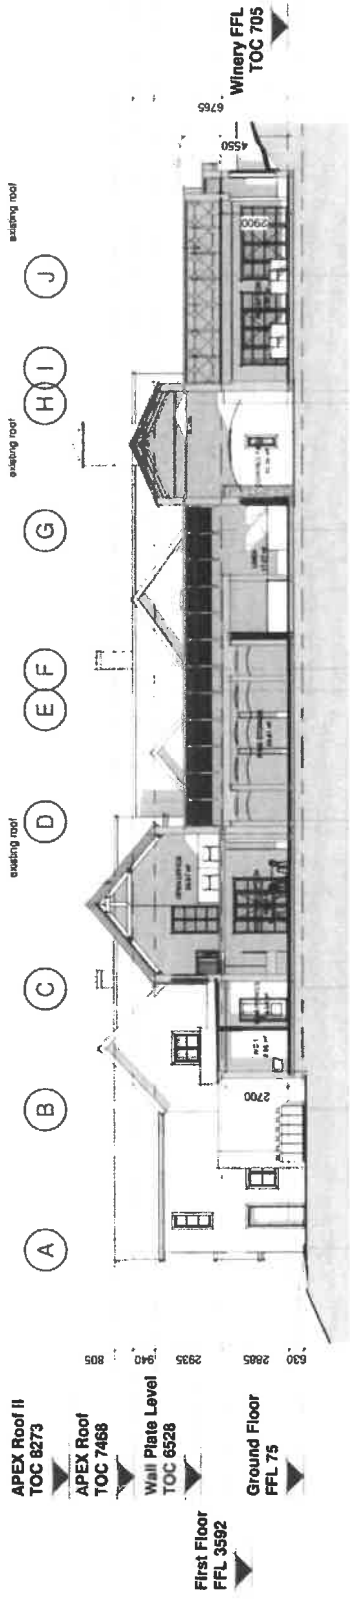 APEX Roof II
TOC 8273
APEX Roof
TOC 7468
Wall Plate Level
TOC 6528
First Floor
FFL 3592
Ground Floor
FFL 75
805
940
2935
2885
630
A
B
C
D
E
F
G
H
I
J
existing roof
existing roof
existing roof
2700
2900
4550
6765
Winery FFL
TOC 705